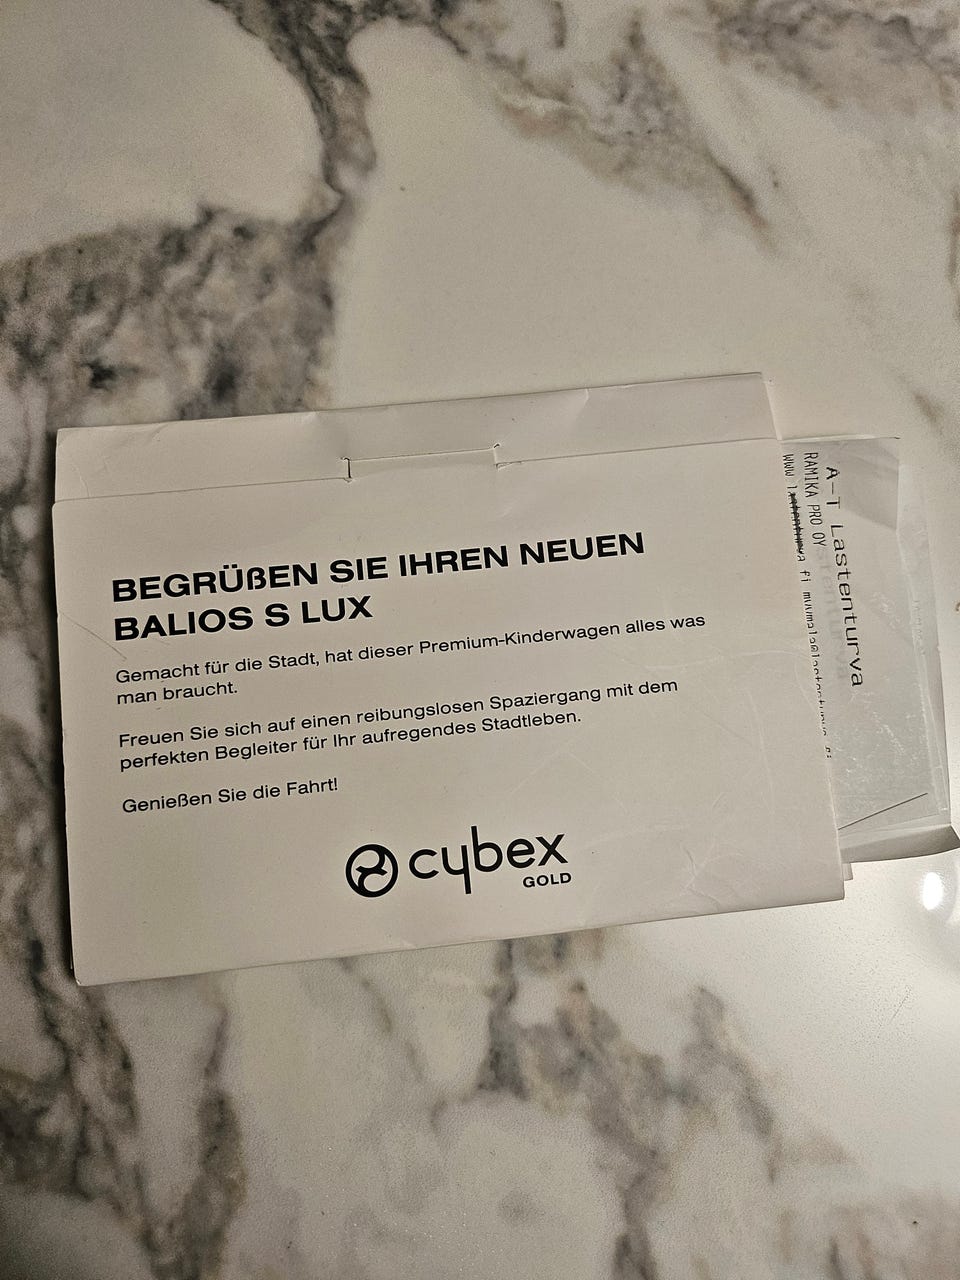 BEGRÜßEN SIE IHREN NEUEN
BALIOS S LUX
Gemacht für die Stadt, hat dieser Premium-Kinderwagen alles was
man braucht.
Freuen Sie sich auf einen reibungslosen Spaziergang mit dem
perfekten Begleiter für Ihr aufregendes Stadtleben.
Genießen Sie die Fahrt!
cybex
GOLD
A-T Lastenturva
RAMIKA PRO OY
www